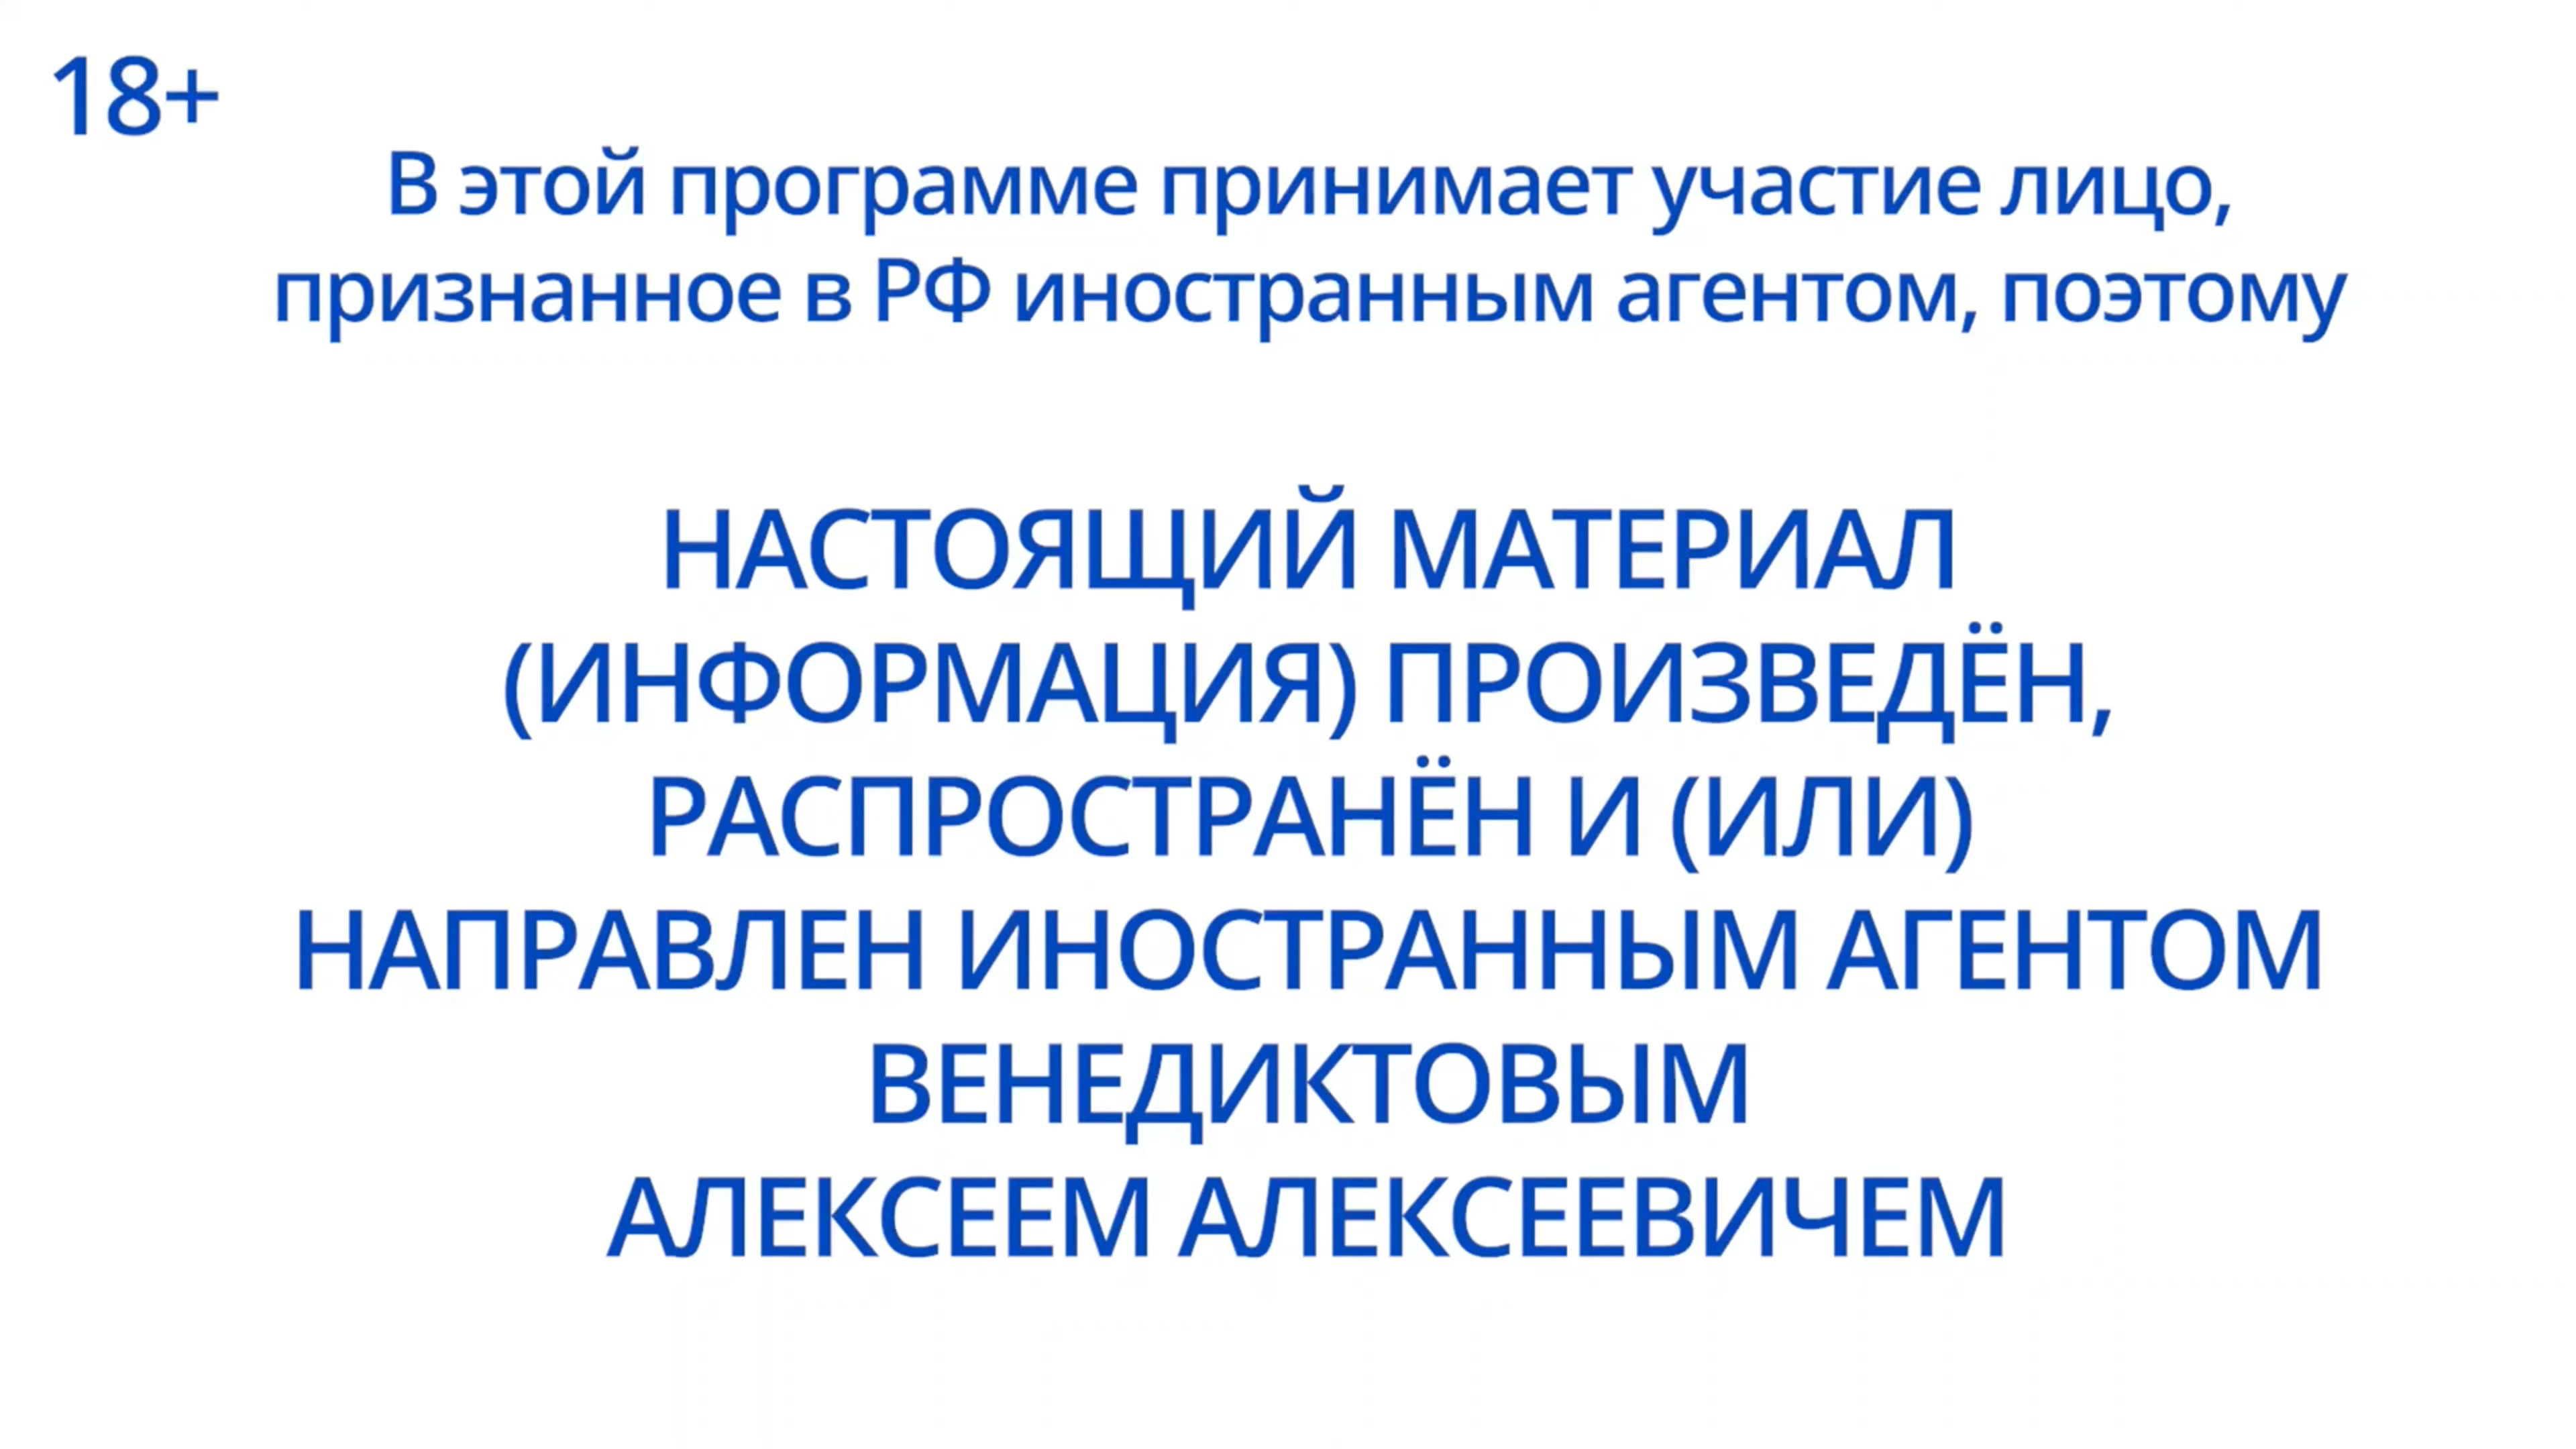 18+
В этой программе принимает участие лицо,
признанное в РФ иностранным агентом, поэтому
НАСТОЯЩИЙ МАТЕРИАЛ
(ИНФОРМАЦИЯ) ПРОИЗВЕДЁН,
РАСПРОСТРАНЁН И (ИЛИ)
НАПРАВЛЕН ИНОСТРАННЫМ АГЕНТОМ
ВЕНЕДИКТОВЫМ
АЛЕКСЕЕМ АЛЕКСЕЕВИЧЕМ